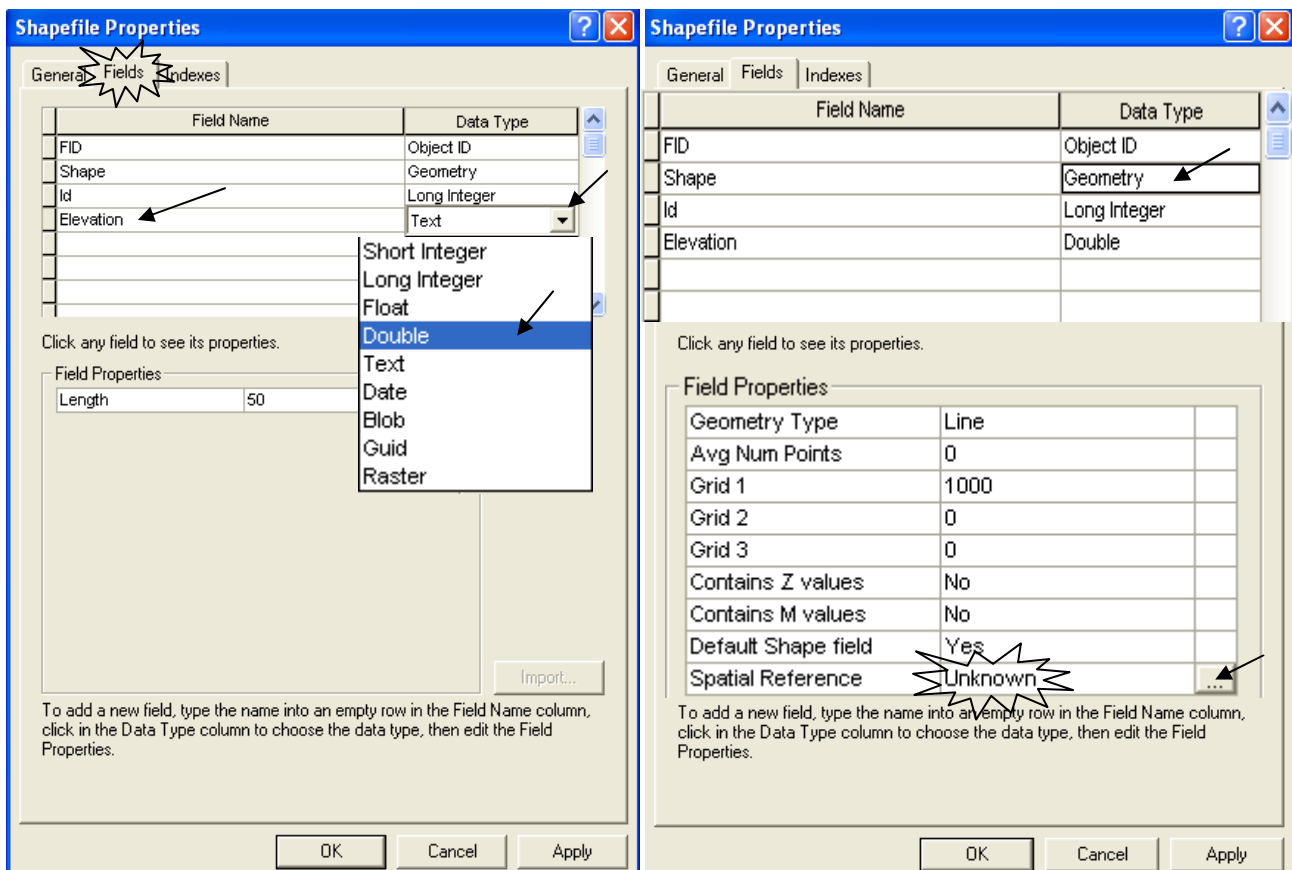 Shapefile Properties
General Fields Indexes
Field Name Data Type
FID Object ID
Shape Geometry
Id Long Integer
Elevation Text
Short Integer
Long Integer
Float
Double
Text
Date
Blob
Guid
Raster
Click any field to see its properties.
Field Properties
Length 50
Import...
To add a new field, type the name into an empty row in the Field Name column,
click in the Data Type column to choose the data type, then edit the Field
Properties.
OK Cancel Apply
Shapefile Properties
General Fields Indexes
Field Name Data Type
FID Object ID
Shape Geometry
Id Long Integer
Elevation Double
Click any field to see its properties.
Field Properties
Geometry Type Line
Avg Num Points 0
Grid 1 1000
Grid 2 0
Grid 3 0
Contains Z values No
Contains M values No
Default Shape field Yes
Spatial Reference Unknown ...
To add a new field, type the name into an empty row in the Field Name column,
click in the Data Type column to choose the data type, then edit the Field
Properties.
OK Cancel Apply